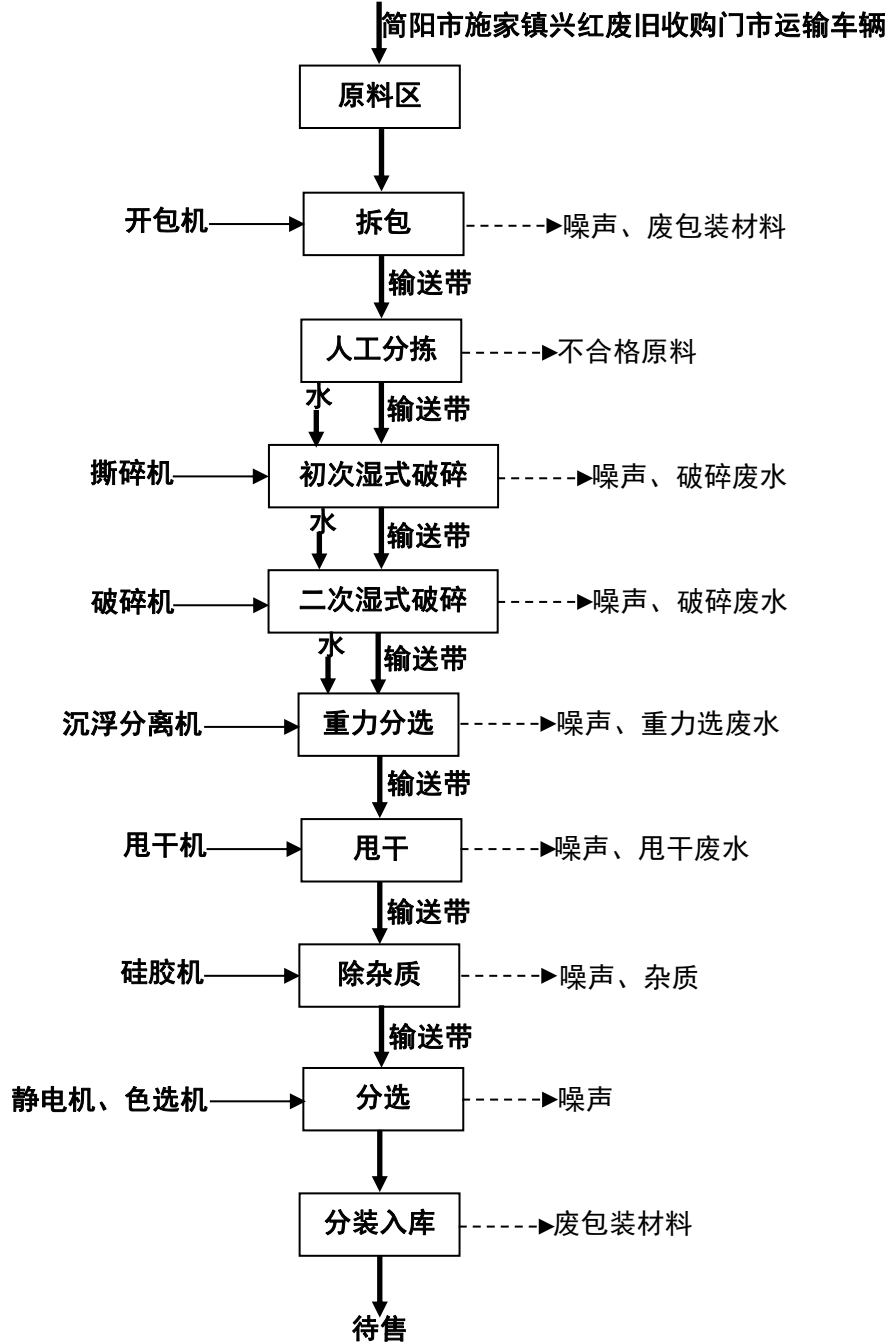 简阳市施家镇兴红废旧收购门市运输车辆
原料区
开包机
拆包
噪声、废包装材料
输送带
人工分拣
不合格原料
水
输送带
撕碎机
初次湿式破碎
噪声、破碎废水
水
输送带
破碎机
二次湿式破碎
噪声、破碎废水
水
输送带
沉浮分离机
重力分选
噪声、重力选废水
输送带
甩干机
甩干
噪声、甩干废水
输送带
硅胶机
除杂质
噪声、杂质
输送带
静电机、色选机
分选
噪声
分装入库
废包装材料
待售